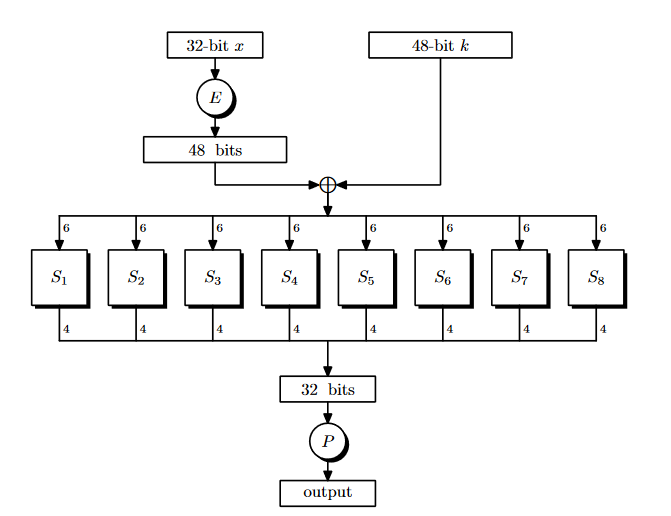 32-bit x 48-bit k
E
48 bits
6 6 6 6 6 6 6 6
S₁ S₂ S₃ S₄ S₅ S₆ S₇ S₈
4 4 4 4 4 4 4 4
32 bits
P
output